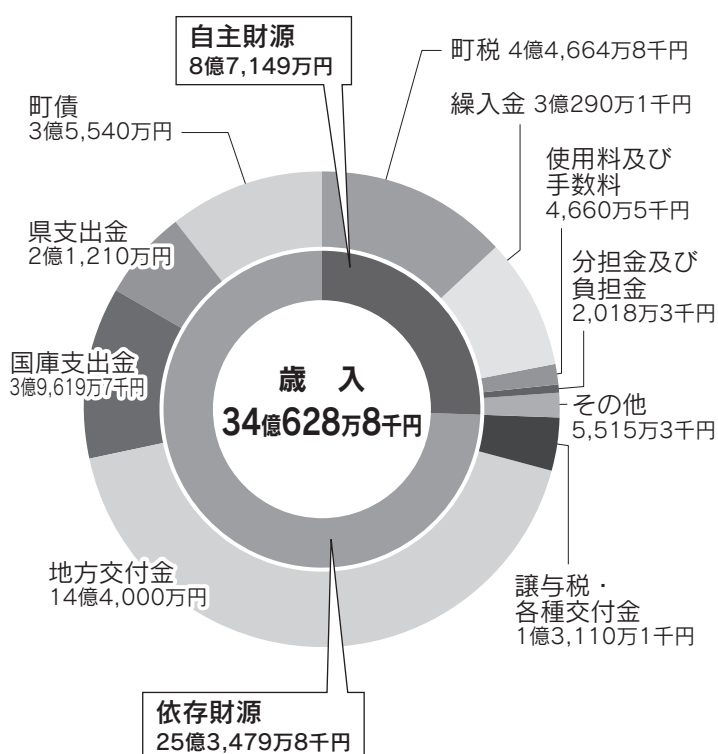 自主財源
8億7,149万円
町税 4億4,664万8千円
繰入金 3億290万1千円
使用料及び
手数料
4,660万5千円
分担金及び
負担金
2,018万3千円
その他
5,515万3千円
譲与税・
各種交付金
1億3,110万1千円
依存財源
25億3,479万8千円
地方交付金
14億4,000万円
国庫支出金
3億9,619万7千円
県支出金
2億1,210万円
町債
3億5,540万円
歳 入
34億628万8千円